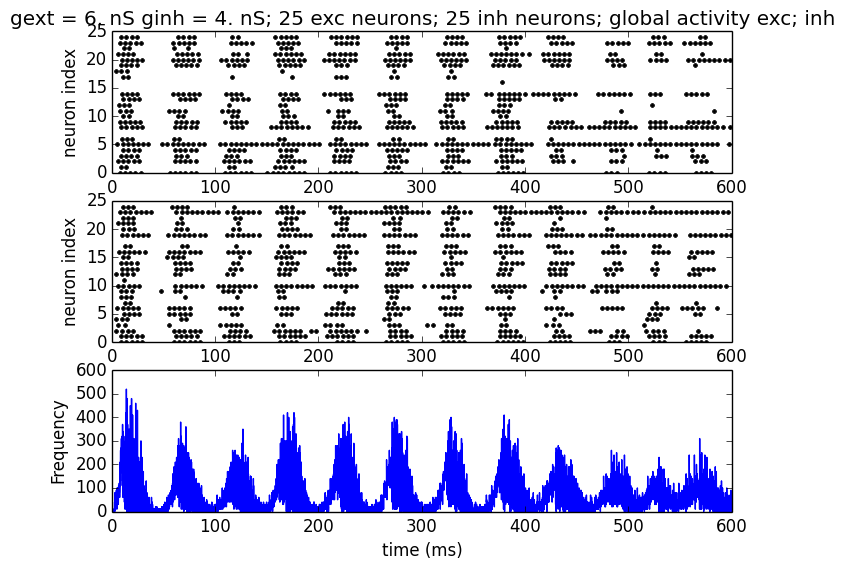 gext = 6. nS ginh = 4. nS; 25 exc neurons; 25 inh neurons; global activity exc; inh
25
20
15
10
5
0
neuron index
0 100 200 300 400 500 600
25
20
15
10
5
0
neuron index
0 100 200 300 400 500 600
600
500
400
300
200
100
0
Frequency
0 100 200 300 400 500 600
time (ms)